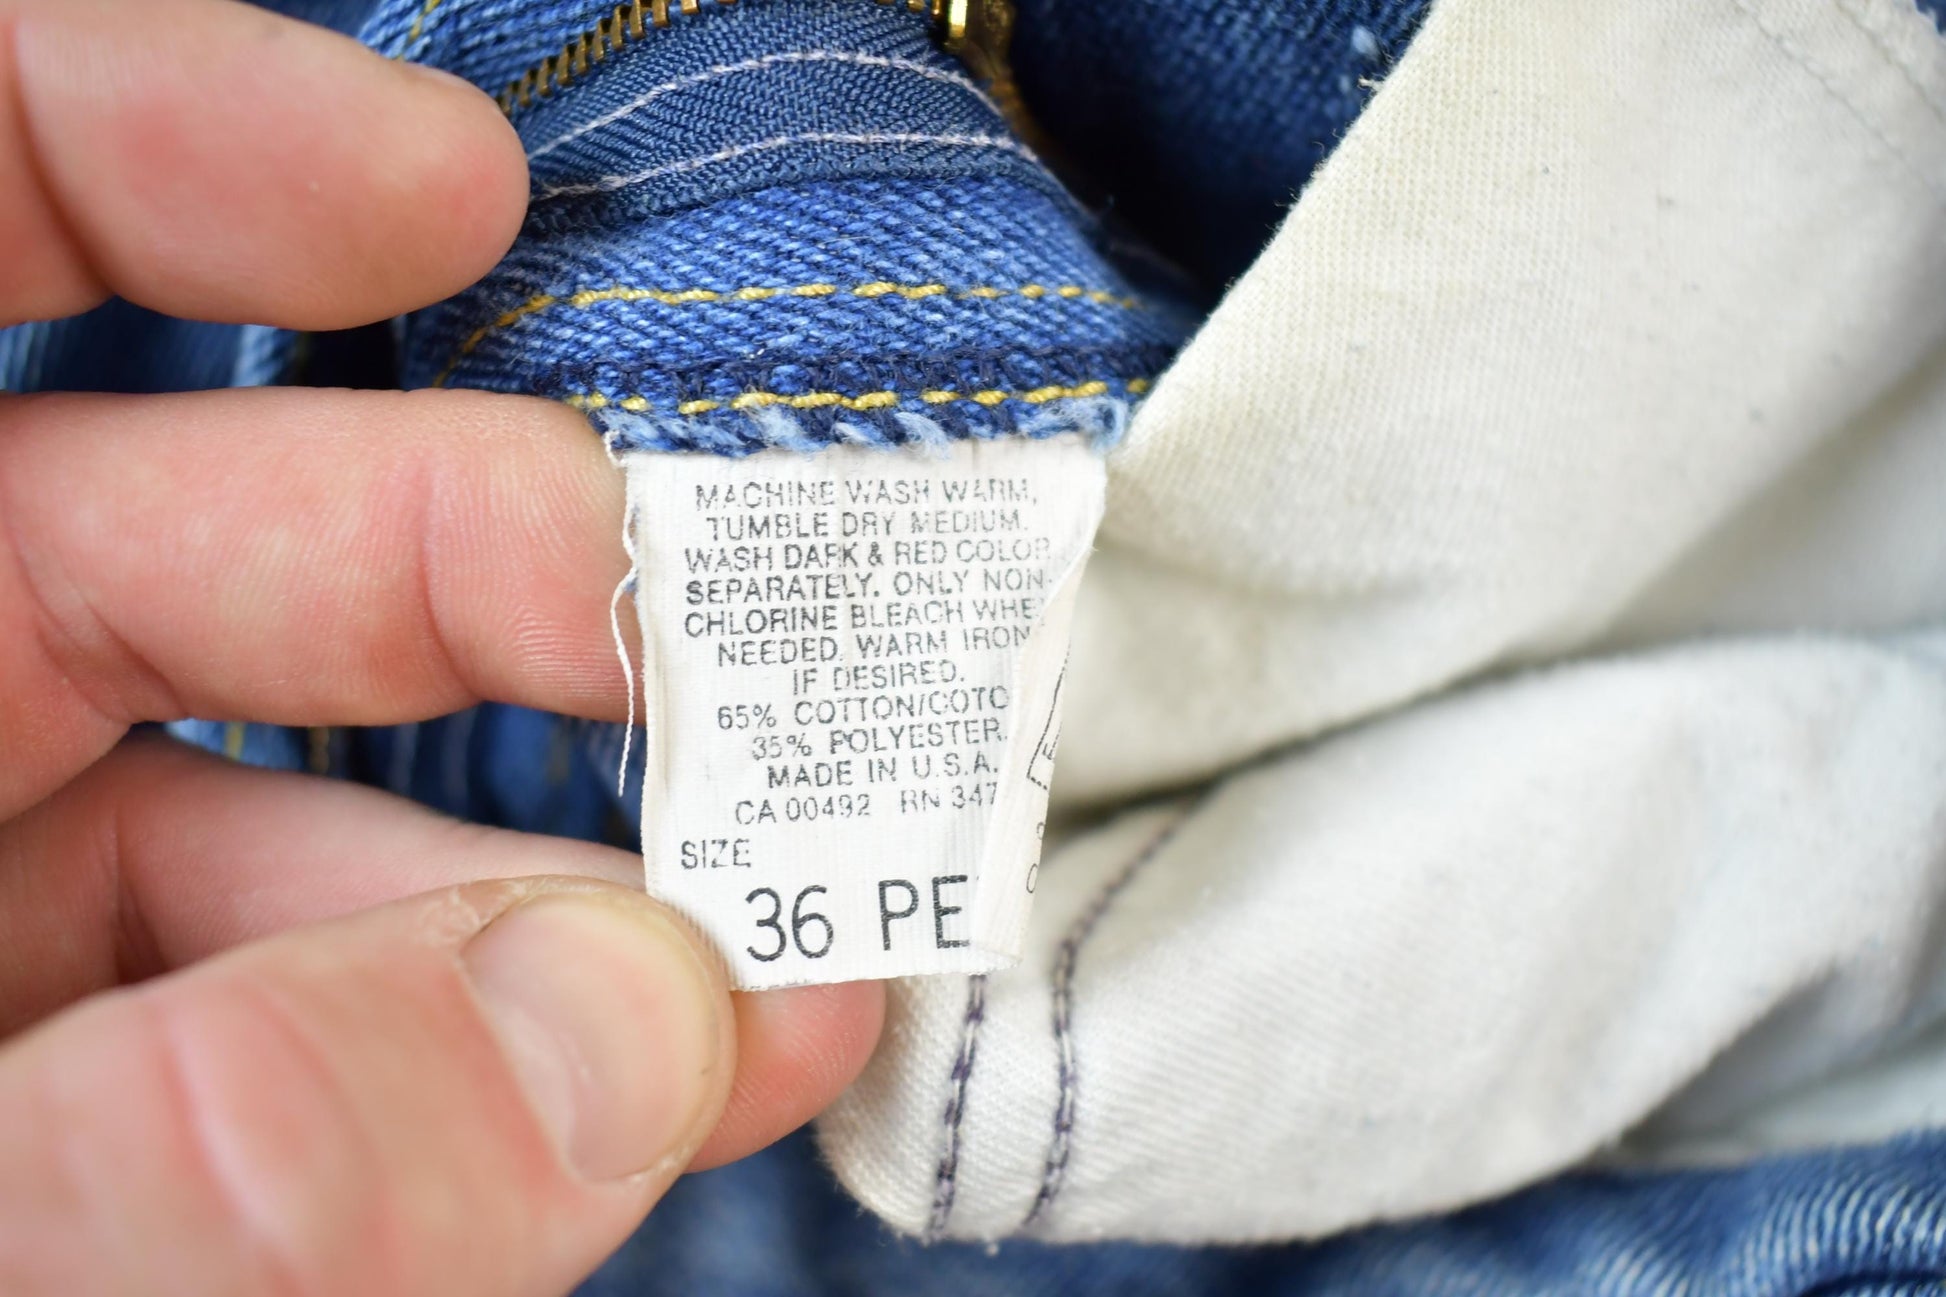 MACHINE WASH WARM,
TUMBLE DRY MEDIUM.
WASH DARK & RED COLOR
SEPARATELY. ONLY NON-
CHLORINE BLEACH WHE
NEEDED. WARM IRON
IF DESIRED.
65% COTTON/COTO
35% POLYESTER.
MADE IN U.S.A.
CA 00492 RN 347
SIZE
36 PE